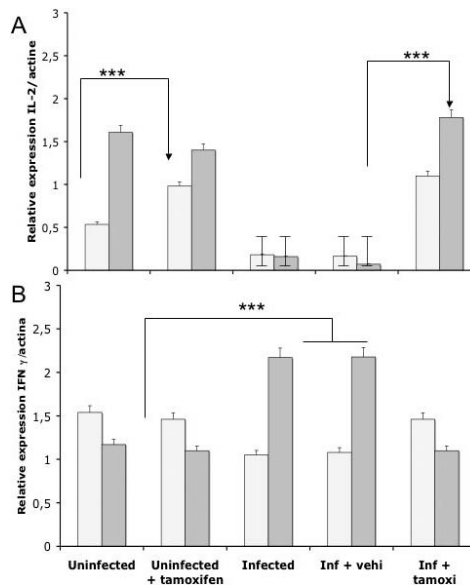 A
Relative expression IL-2/actine
3
2,5
2
1,5
1
0,5
0
***
***
B
Relative expression IFN γ/actina
3
2,5
2
1,5
1
0,5
0
***
Uninfected
Uninfected
+ tamoxifen
Infected
Inf + vehi
Inf +
tamoxi